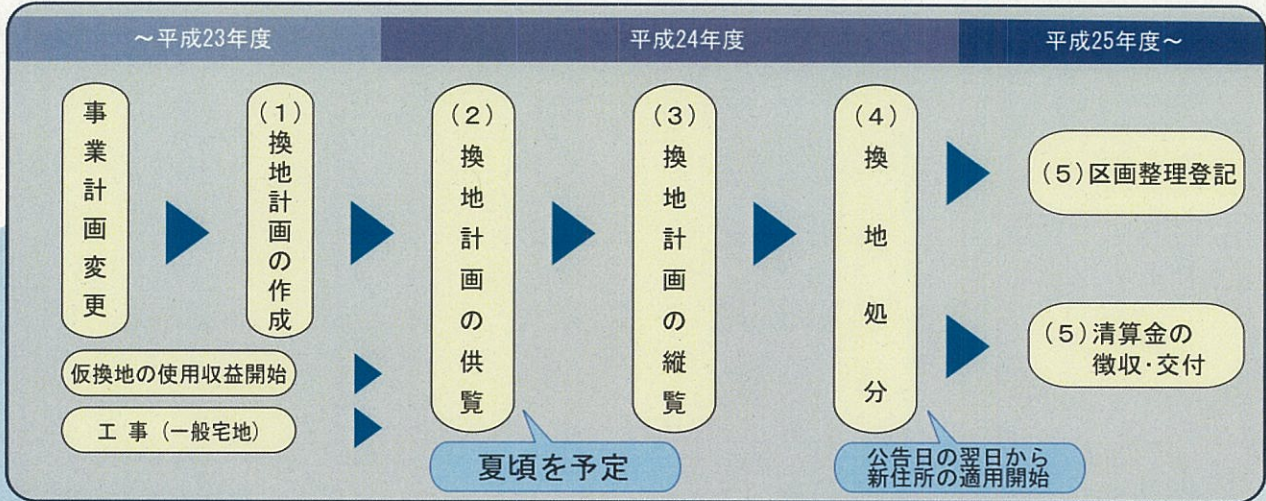 ～平成23年度
平成24年度
平成25年度～
事業計画変更
(1)換地計画の作成
仮換地の使用収益開始
工事（一般宅地）
(2)換地計画の供覧
夏頃を予定
(3)換地計画の縦覧
(4)換地処分
公告日の翌日から
新住所の適用開始
(5)区画整理登記
(5)清算金の
徴収・交付